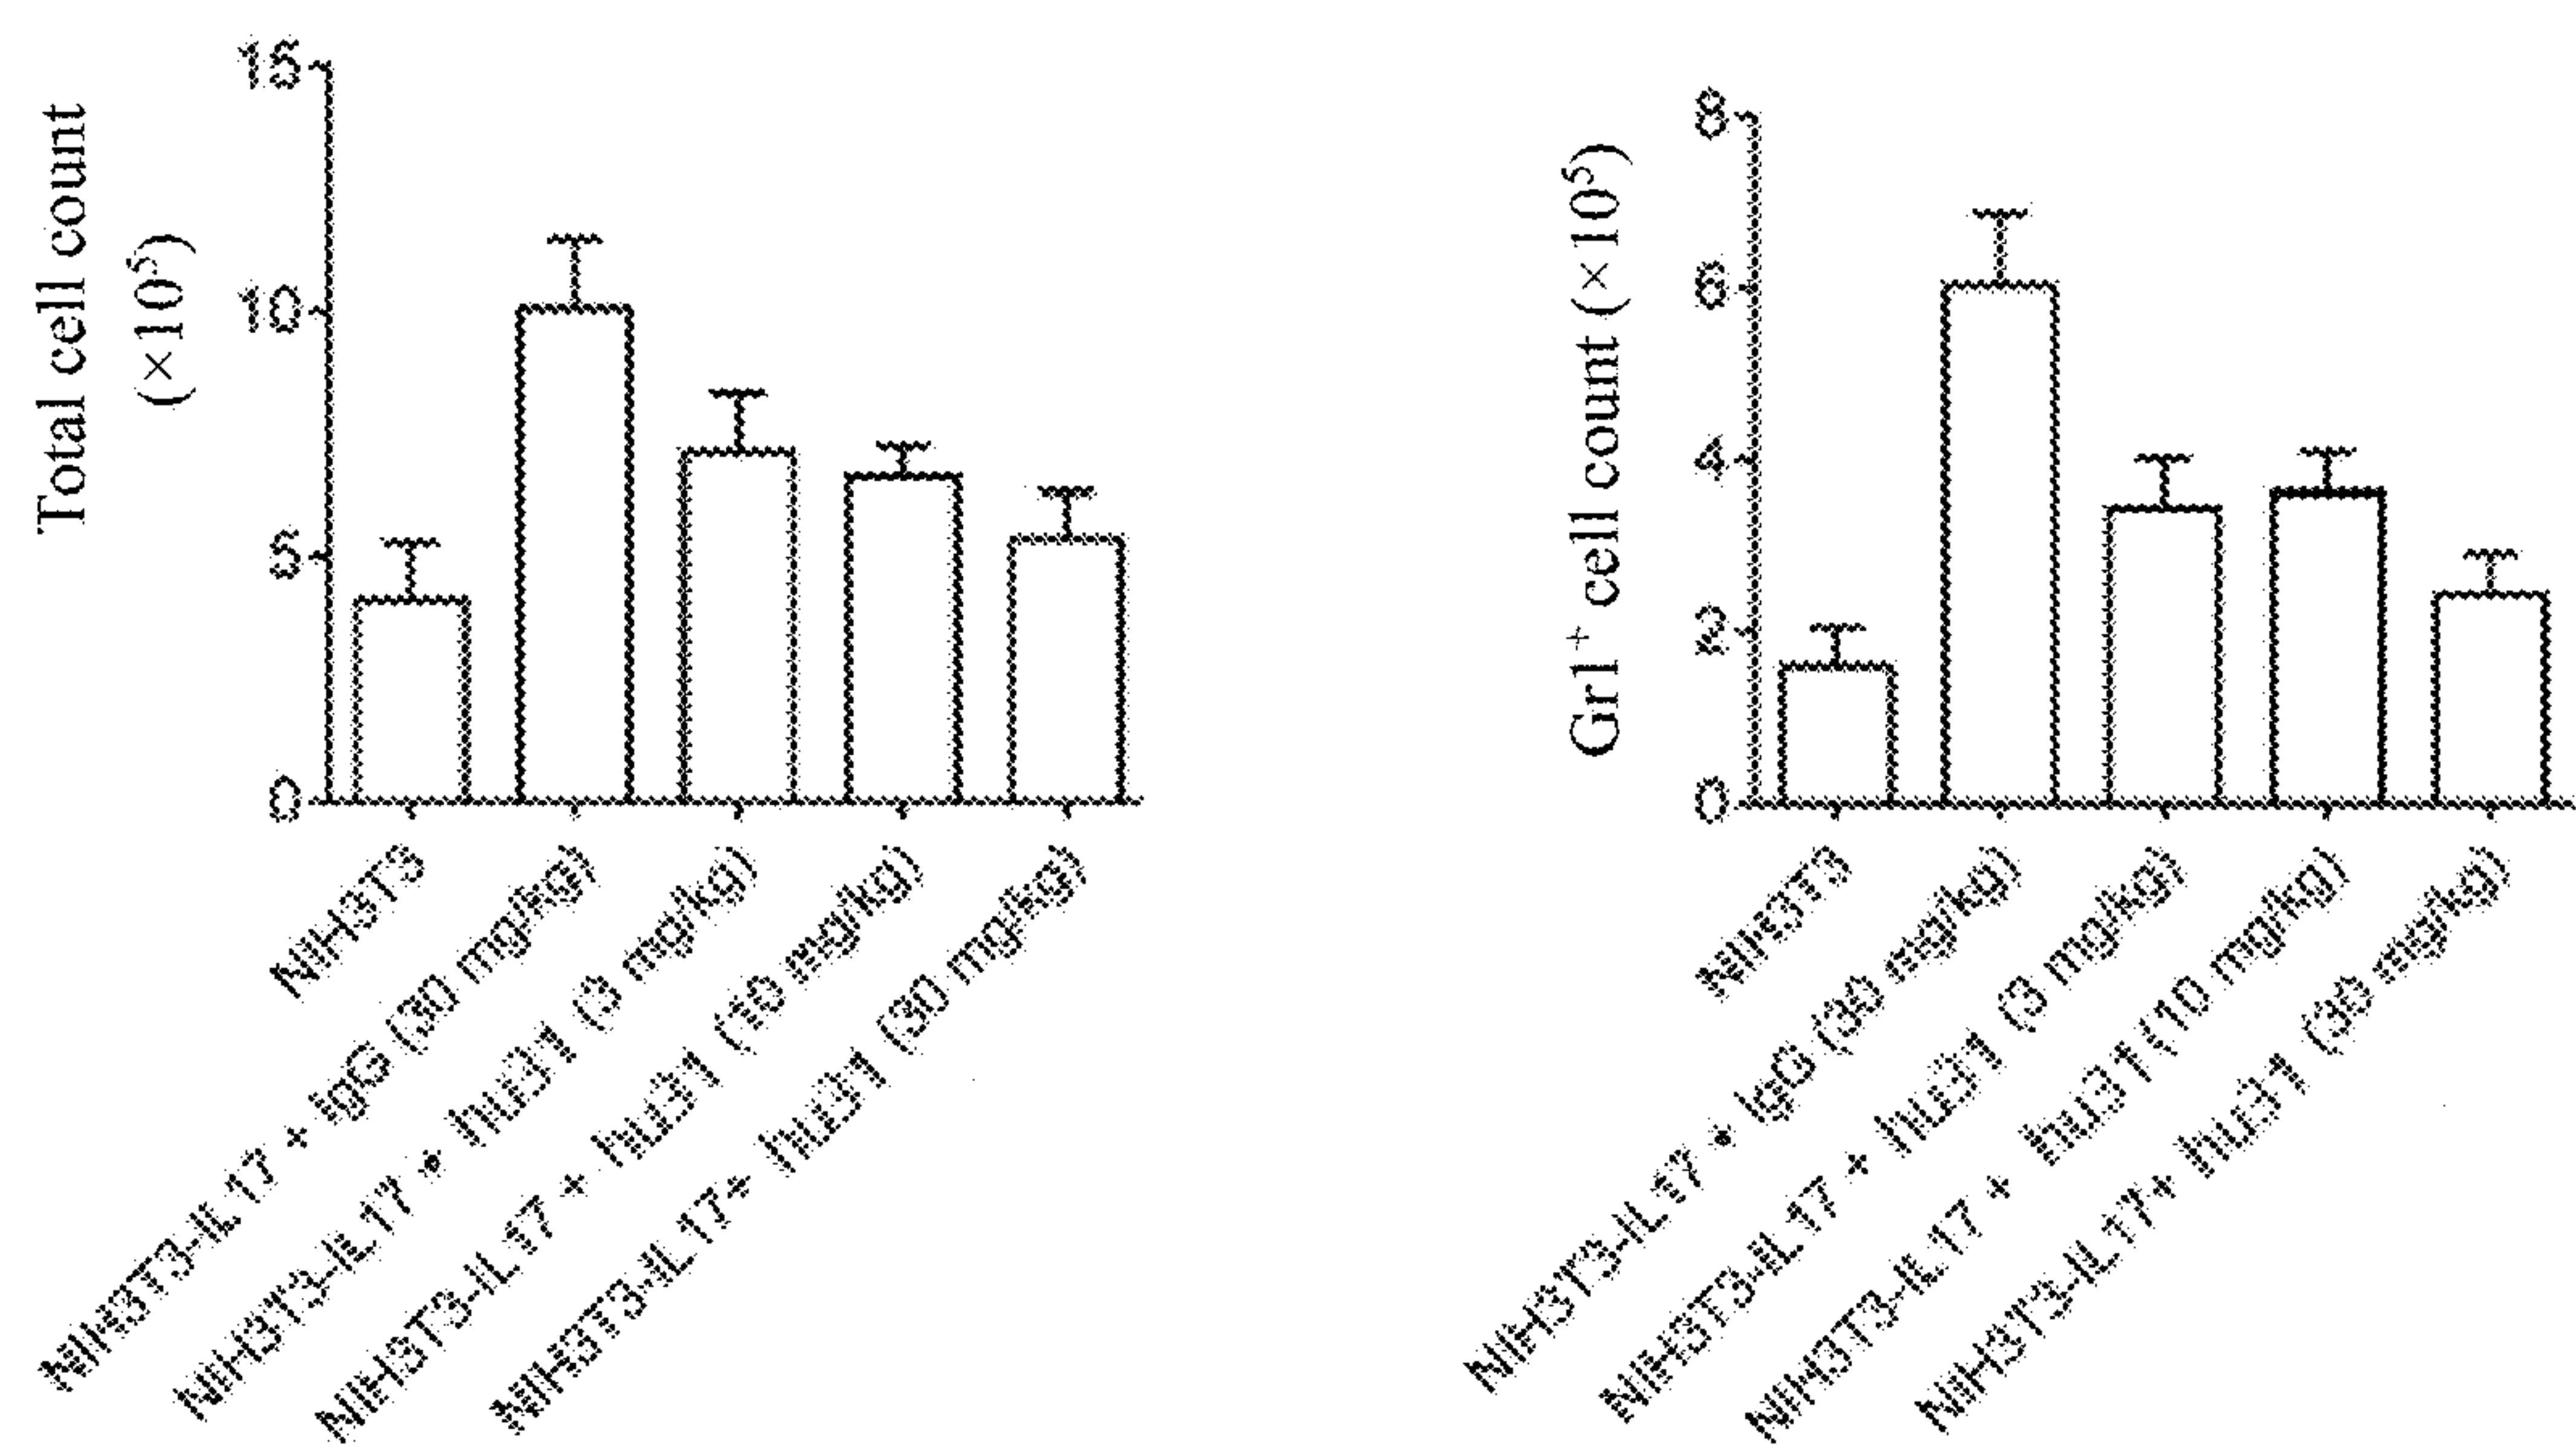 Total cell count
(×10⁵)
15
10
5
0
NIH3T3
NIH3T3-IL17 + IgG (30 mg/kg)
NIH3T3-IL17 + hu31 (3 mg/kg)
NIH3T3-IL17 + hu31 (10 mg/kg)
NIH3T3-IL17+ hu31 (30 mg/kg)
Gr1⁺ cell count (×10⁵)
8
6
4
2
0
NIH3T3
NIH3T3-IL17 + IgG (30 mg/kg)
NIH3T3-IL17 + hu31 (3 mg/kg)
NIH3T3-IL17 + hu31 (10 mg/kg)
NIH3T3-IL17+ hu31 (30 mg/kg)